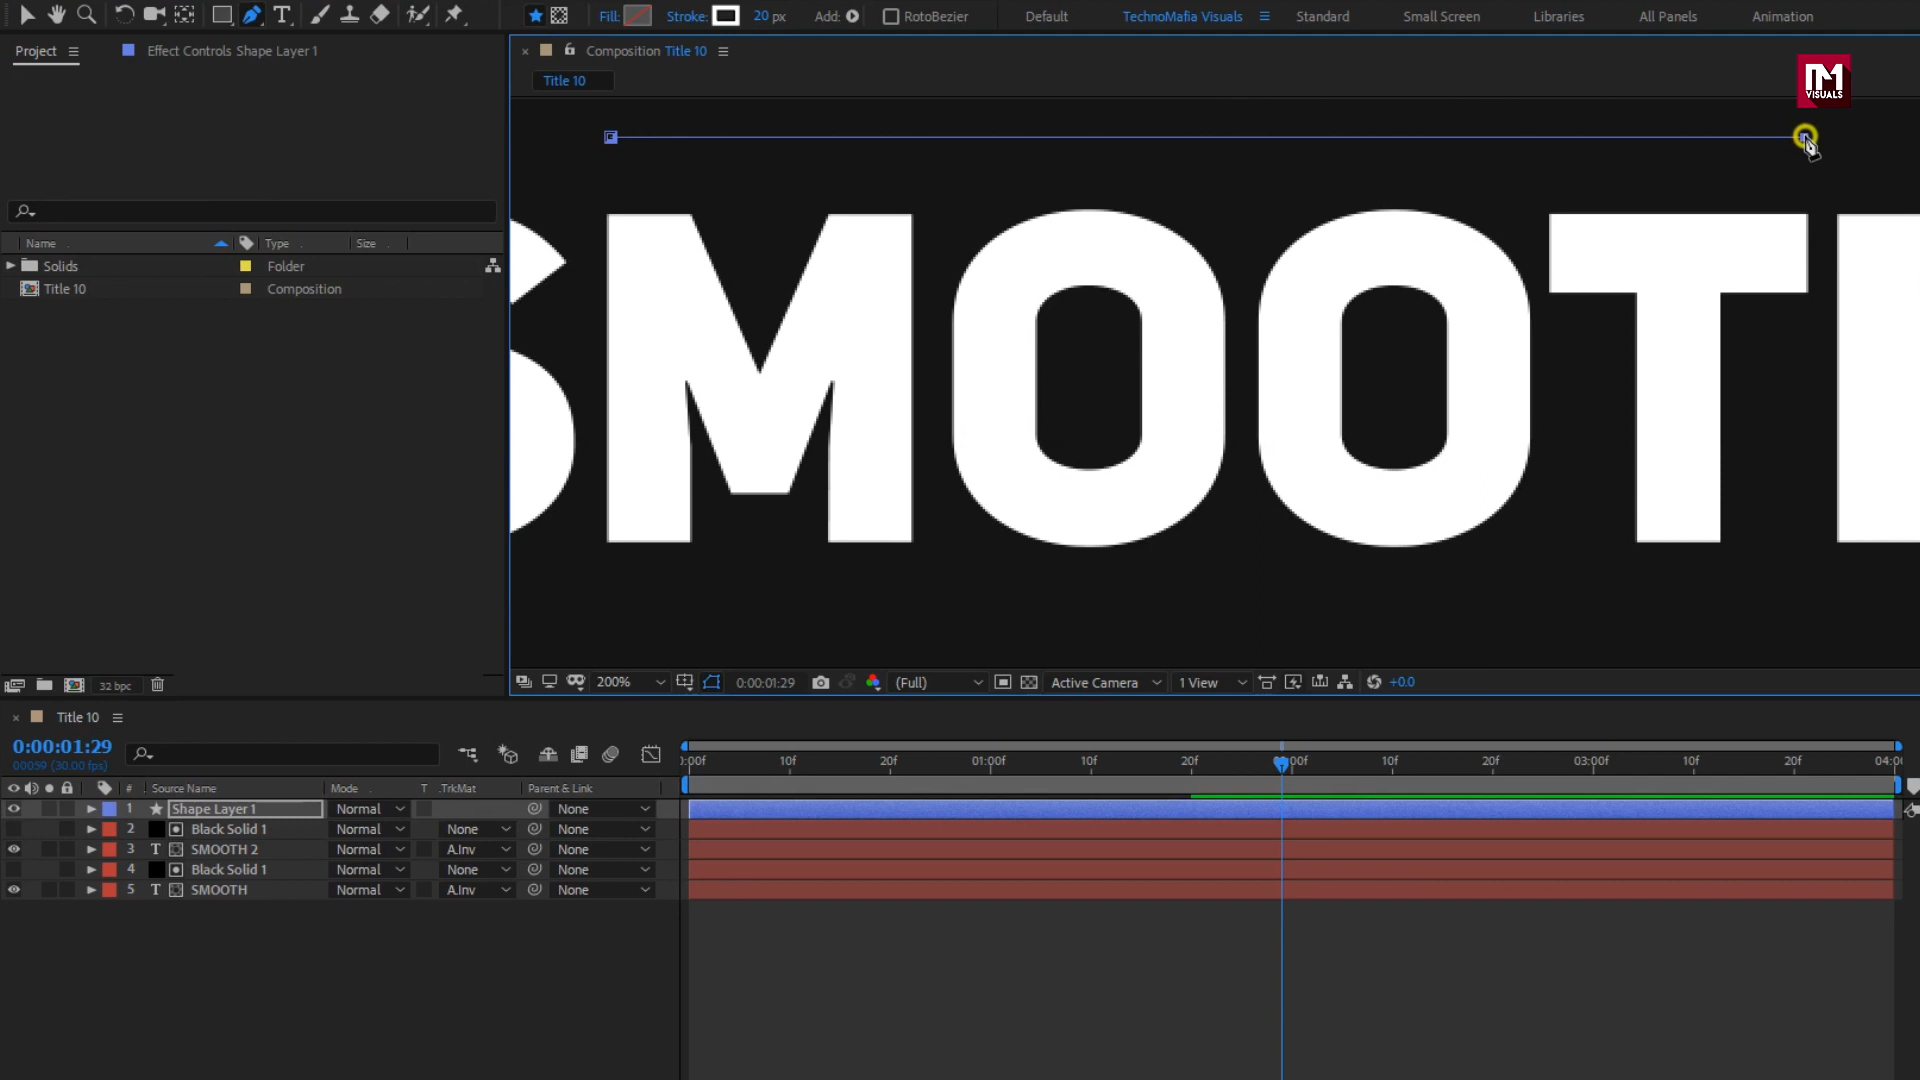 Fill: Stroke: 20 px Add: RotoBezier Default TechnoMafia Visuals Standard Small Screen Libraries All Panels Animation
Project Effect Controls Shape Layer 1 Composition Title 10
Title 10
VISUALS
SMOOT
Name Type Size
Solids Folder
Title 10 Composition
32 bpc 200% 0:00:01:29 (Full) Active Camera 1 View +0.0
Title 10
0:00:01:29
00059 (30.00 fps)
:00f 10f 20f 01:00f 10f 20f :00f 10f 20f 03:00f 10f 20f 04:00
# Source Name Mode T .TrkMat Parent & Link
1 Shape Layer 1 Normal None
2 Black Solid 1 Normal None None
3 T SMOOTH 2 Normal A.Inv None
4 Black Solid 1 Normal None None
5 T SMOOTH Normal A.Inv None